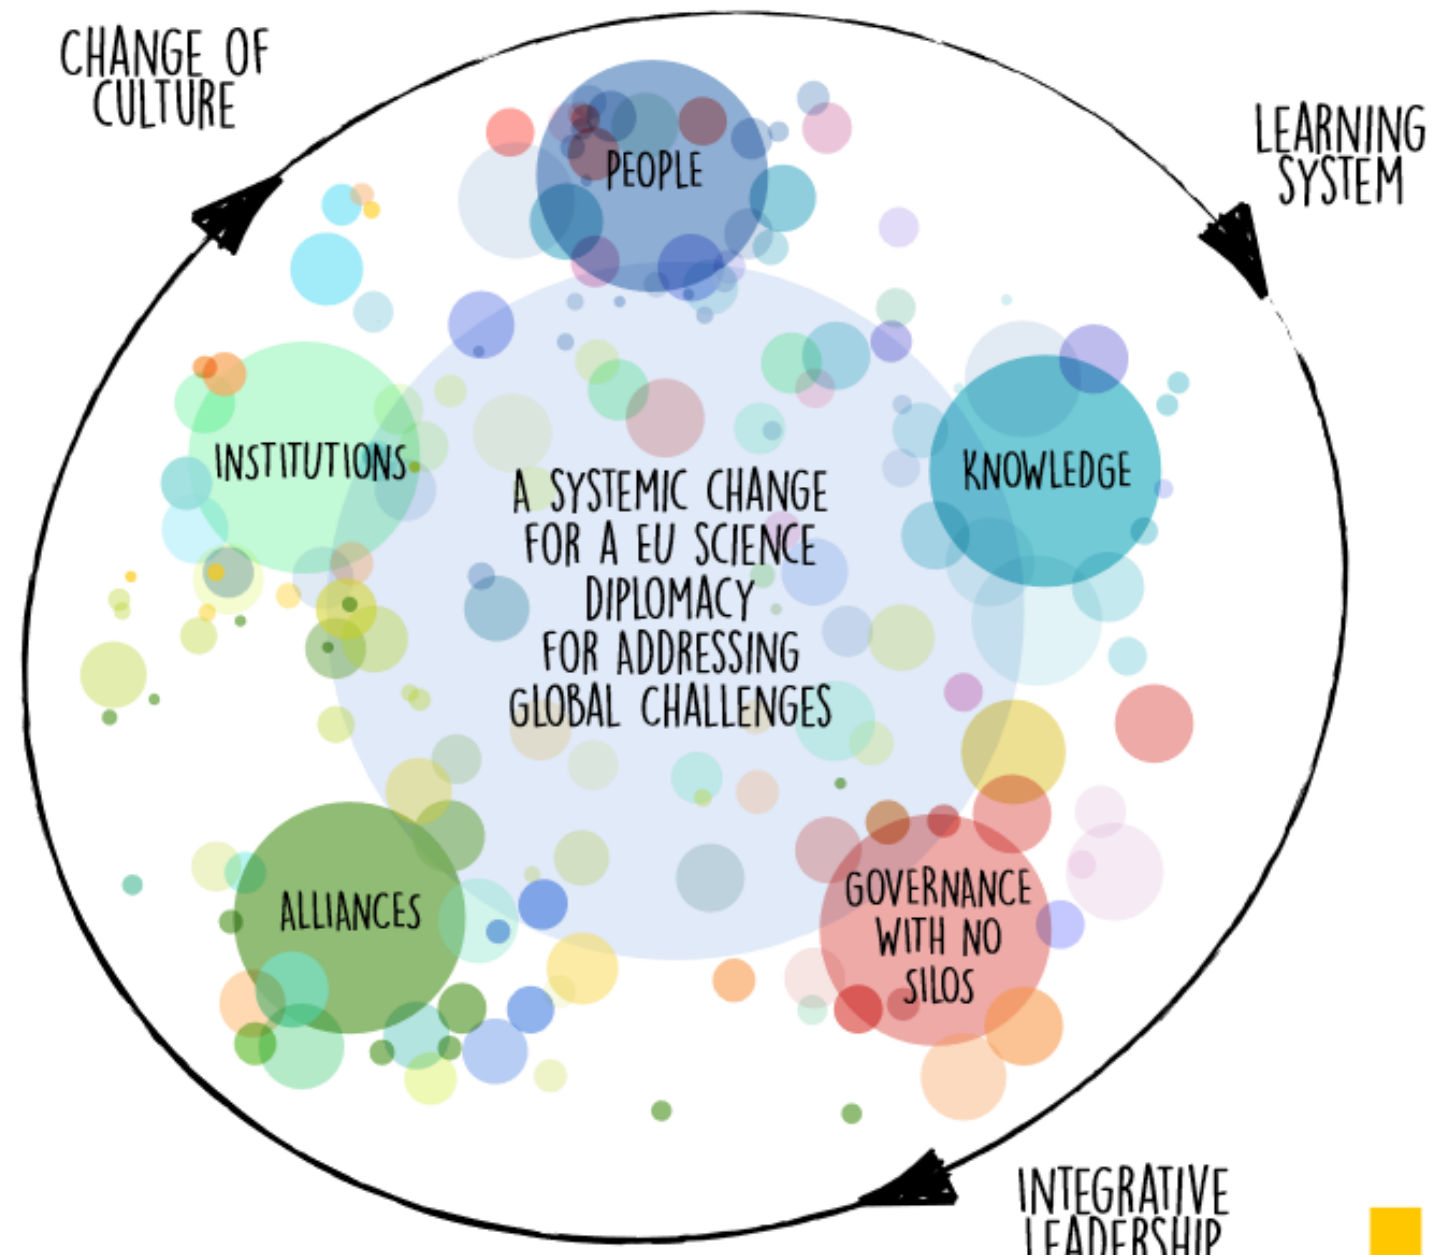 CHANGE OF
CULTURE
LEARNING
SYSTEM
PEOPLE
INSTITUTIONS
KNOWLEDGE
A SYSTEMIC CHANGE
FOR A EU SCIENCE
DIPLOMACY
FOR ADDRESSING
GLOBAL CHALLENGES
ALLIANCES
GOVERNANCE
WITH NO
SILOS
INTEGRATIVE
LEADERSHIP